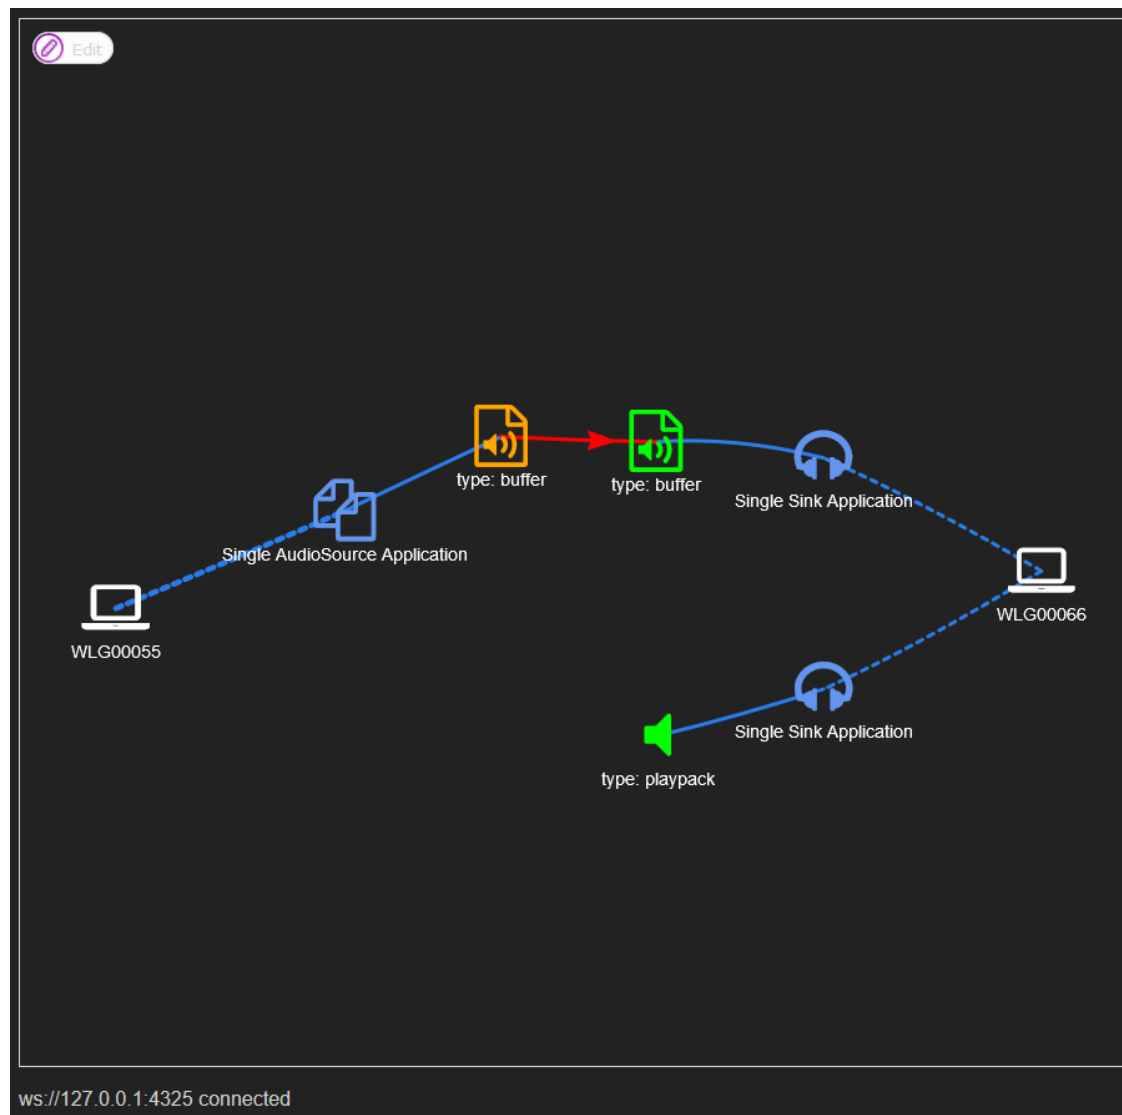 Edit
type: buffer
type: buffer
Single Sink Application
Single AudioSource Application
WLG00066
WLG00055
Single Sink Application
type: playpack
ws://127.0.0.1:4325 connected